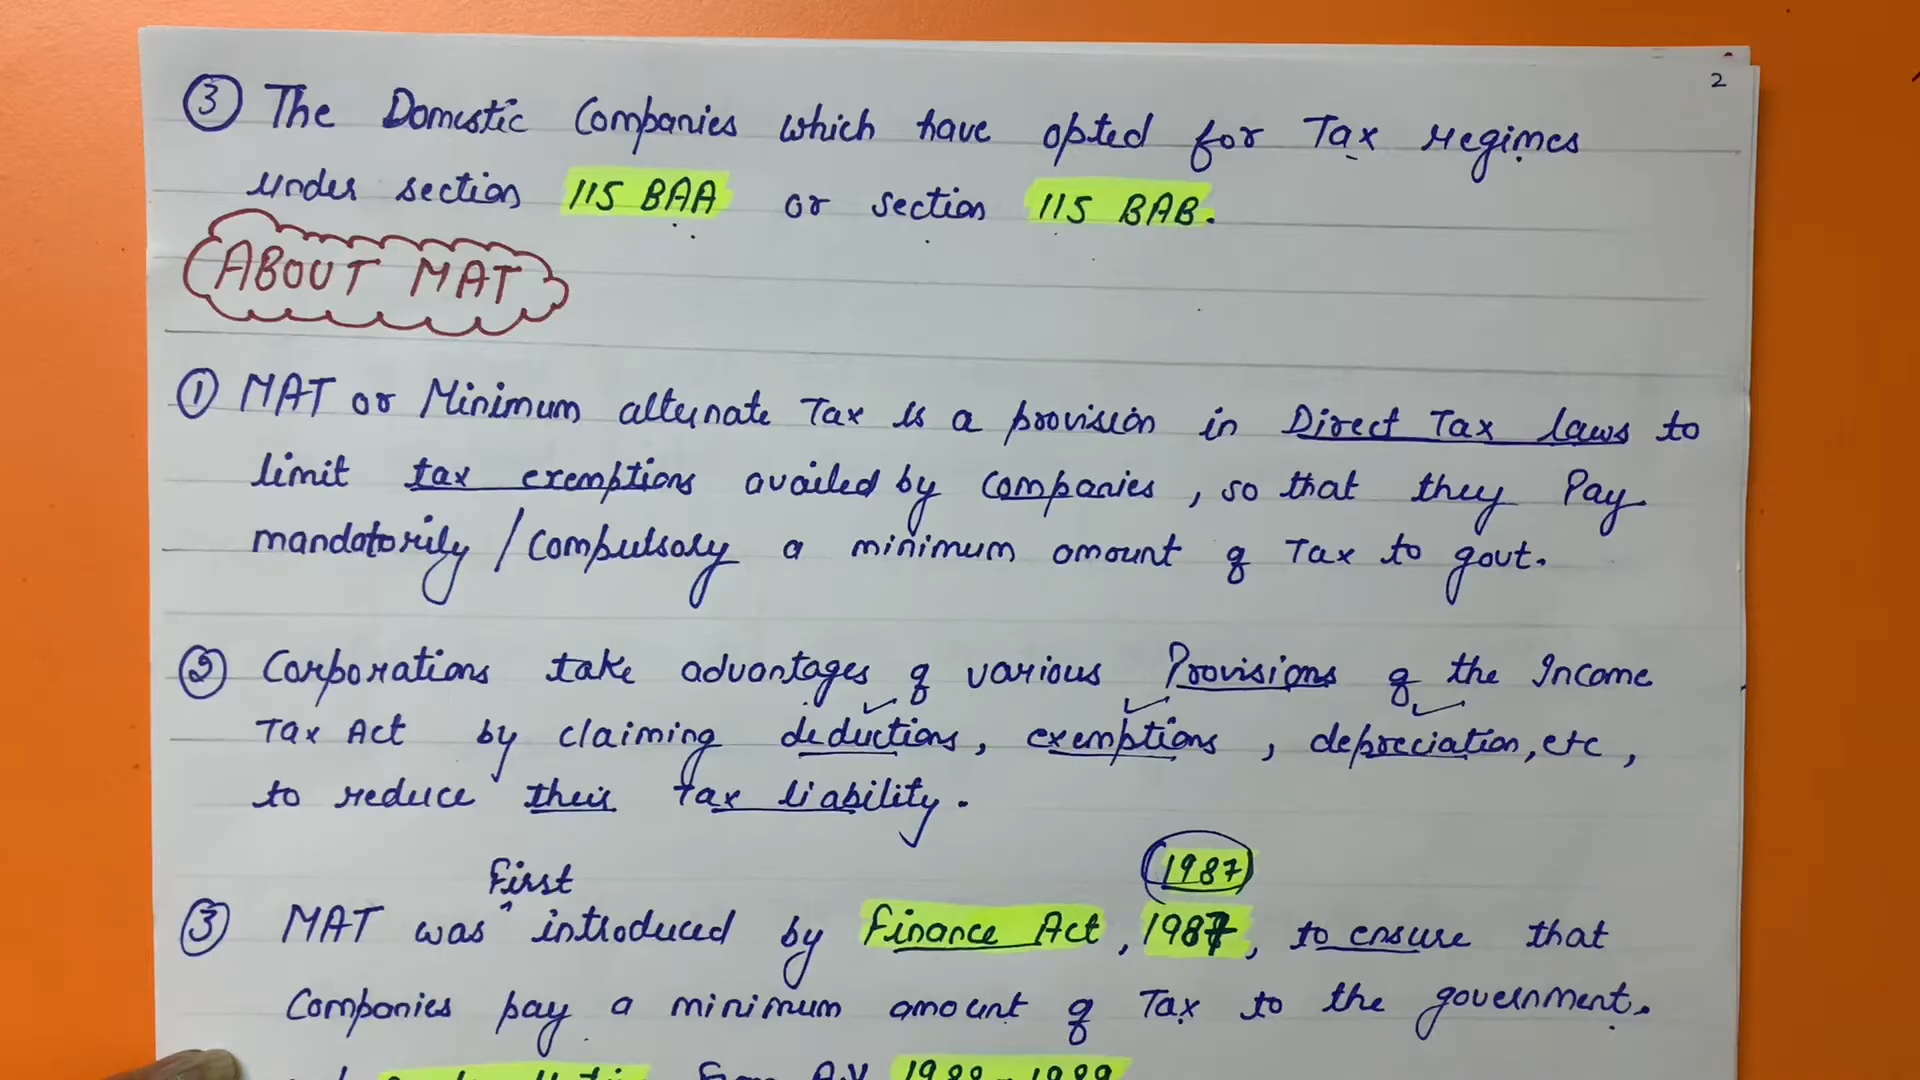 2
③ The Domestic Companies which have opted for Tax regimes
under section 115 BAA or section 115 BAB.
ABOUT MAT
① MAT or Minimum alternate Tax is a provision in Direct Tax laws to
limit tax exemptions availed by companies, so that they Pay
mandatorily / Compulsory a minimum amount of Tax to govt.
② Corporations take advantages of various Provisions of the Income
Tax Act by claiming deductions, exemptions, depreciation, etc,
to reduce their tax liability.
First 1987
③ MAT was ^ introduced by Finance Act, 1987, to ensure that
Companies pay a minimum amount of Tax to the government.
from A.Y 1988-1989